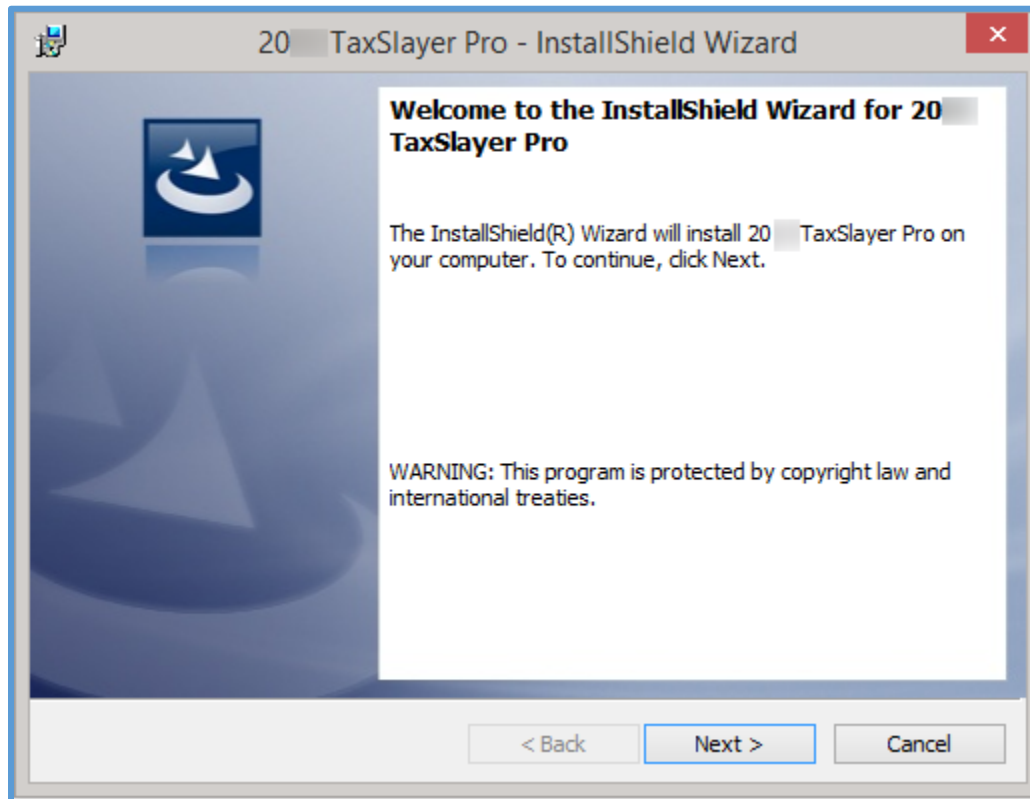 20 TaxSlayer Pro - InstallShield Wizard
Welcome to the InstallShield Wizard for 20
TaxSlayer Pro
The InstallShield(R) Wizard will install 20 TaxSlayer Pro on
your computer. To continue, click Next.
WARNING: This program is protected by copyright law and
international treaties.
< Back Next > Cancel